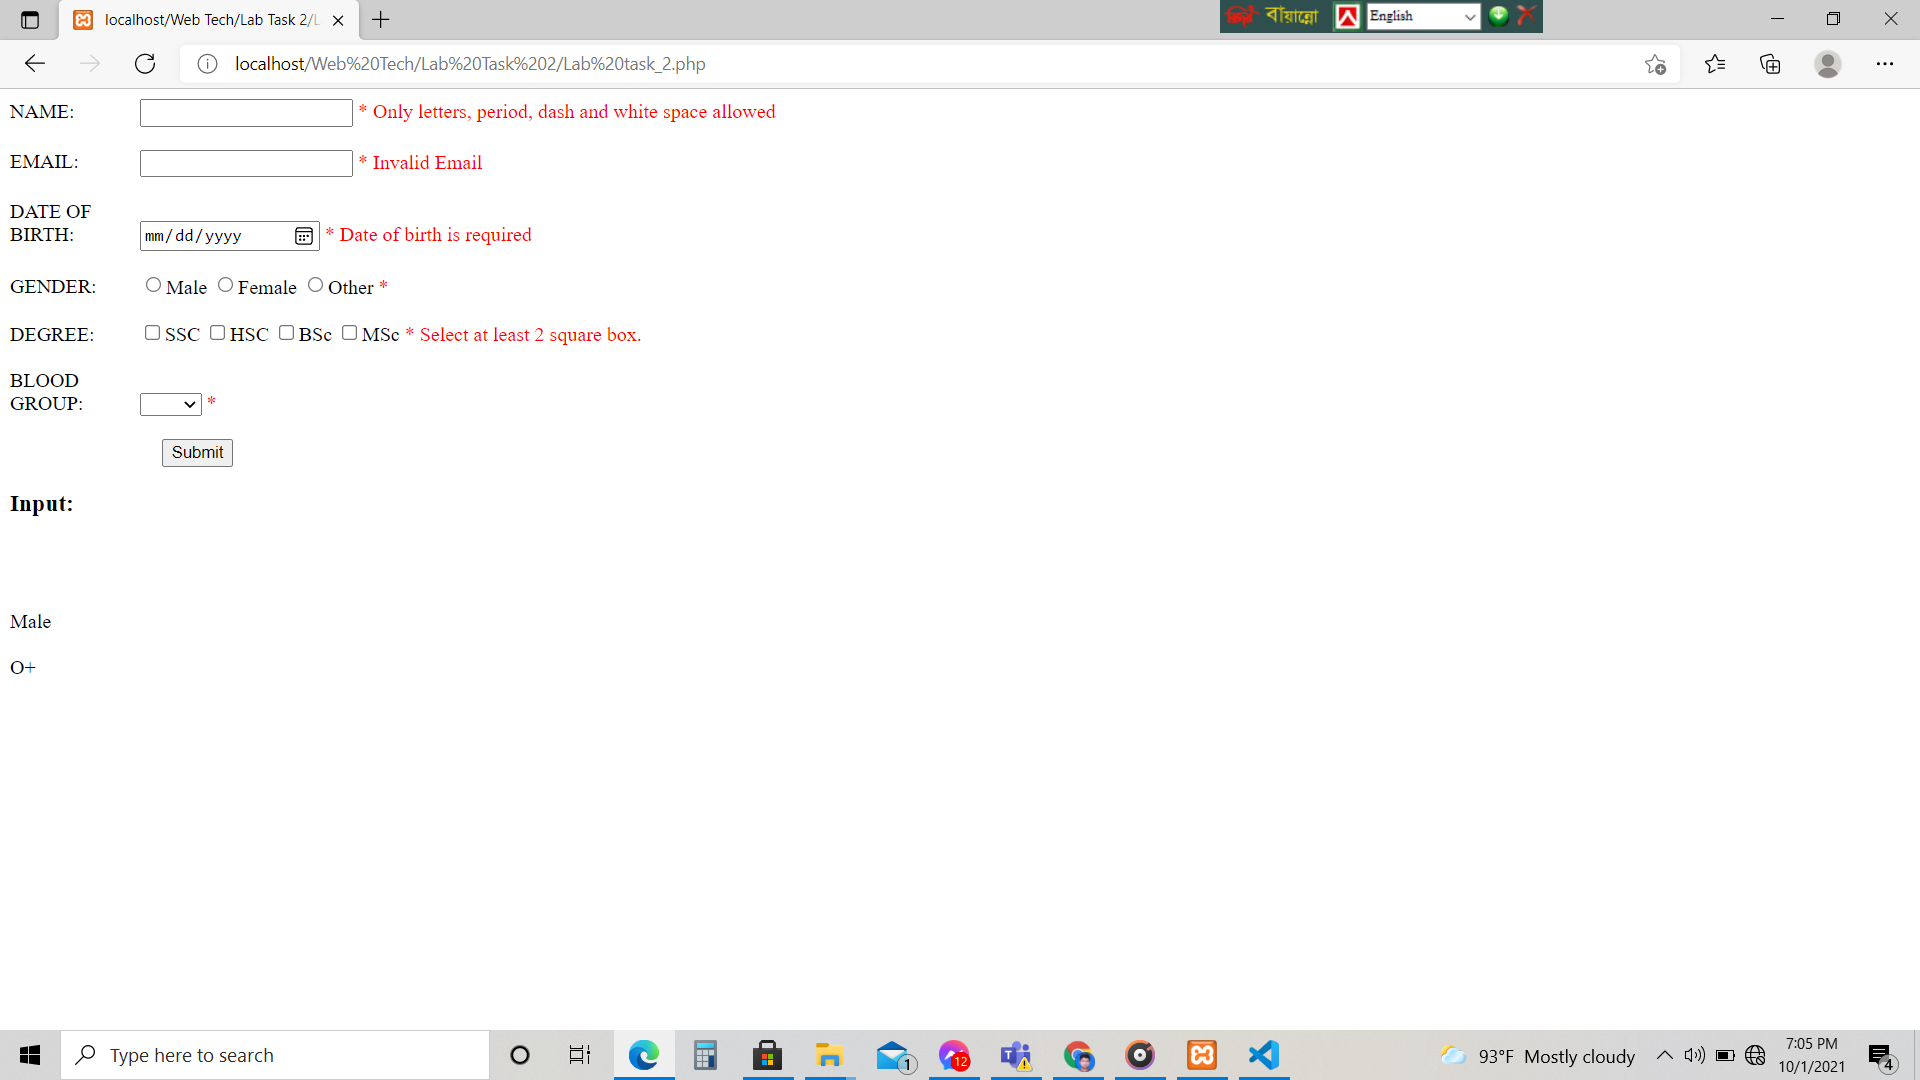 localhost/Web Tech/Lab Task 2/L
বায়ান্নো
English
localhost/Web%20Tech/Lab%20Task%202/Lab%20task_2.php
NAME: * Only letters, period, dash and white space allowed
EMAIL: * Invalid Email
DATE OF
BIRTH: mm/dd/yyyy * Date of birth is required
GENDER: Male Female Other *
DEGREE: SSC HSC BSc MSc * Select at least 2 square box.
BLOOD
GROUP: *
Submit
Input:
Male
O+
Type here to search
1
12
93°F Mostly cloudy
7:05 PM
10/1/2021
4